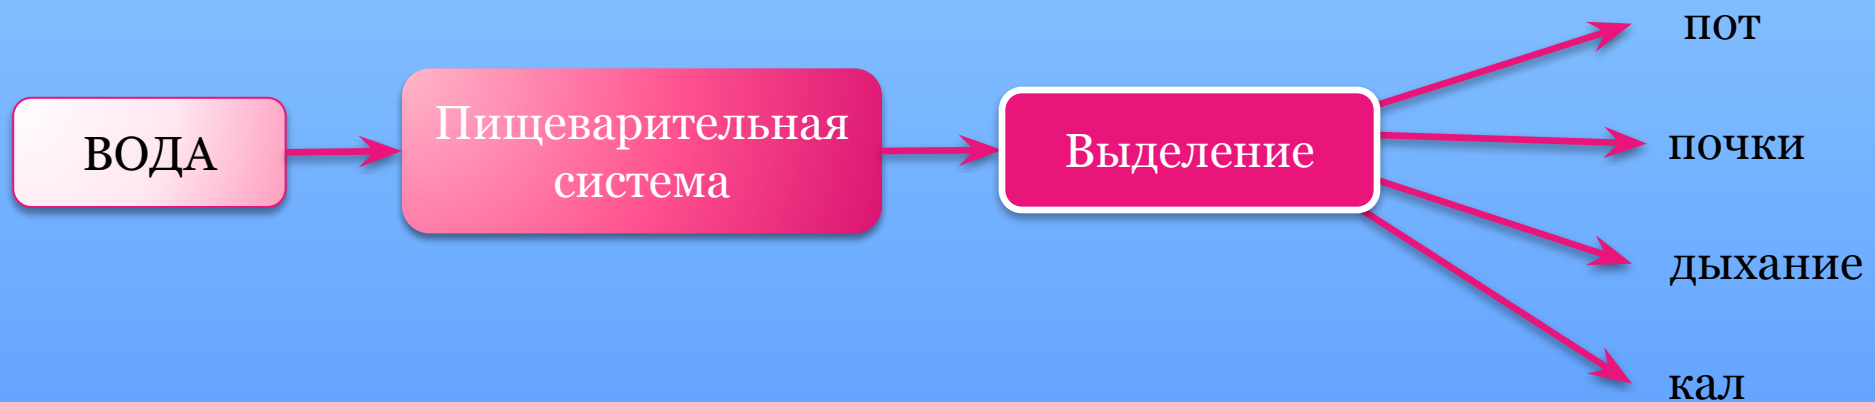 ВОДА
Пищеварительная
система
Выделение
пот
почки
дыхание
кал